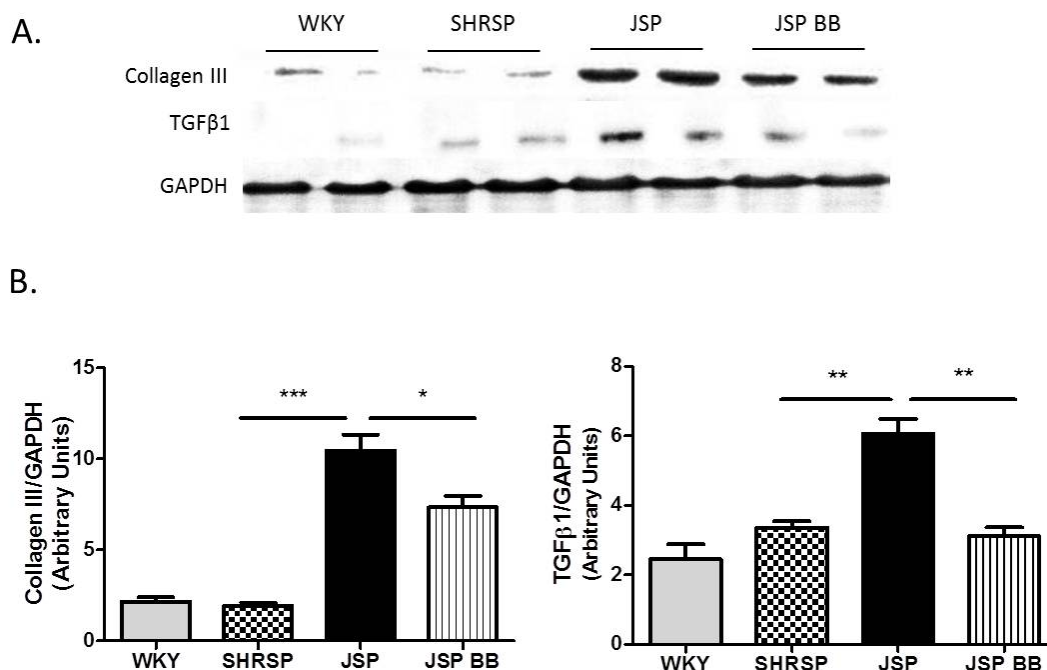 A.
WKY SHRSP JSP JSP BB
Collagen III
TGFβ1
GAPDH
B.
15
10
5
0
Collagen III/GAPDH
(Arbitrary Units)
*** *
WKY SHRSP JSP JSP BB
8
6
4
2
0
TGFβ1/GAPDH
(Arbitrary Units)
** **
WKY SHRSP JSP JSP BB